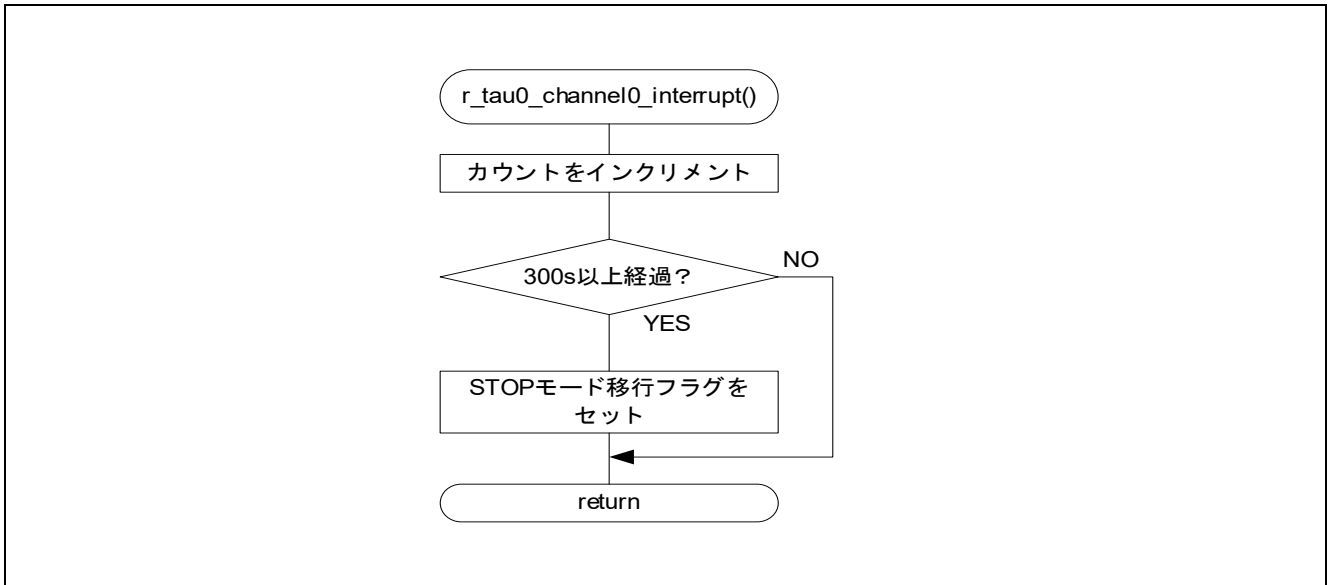 r_tau0_channel0_interrupt()
カウントをインクリメント
300s以上経過?
NO
YES
STOPモード移行フラグを
セット
return